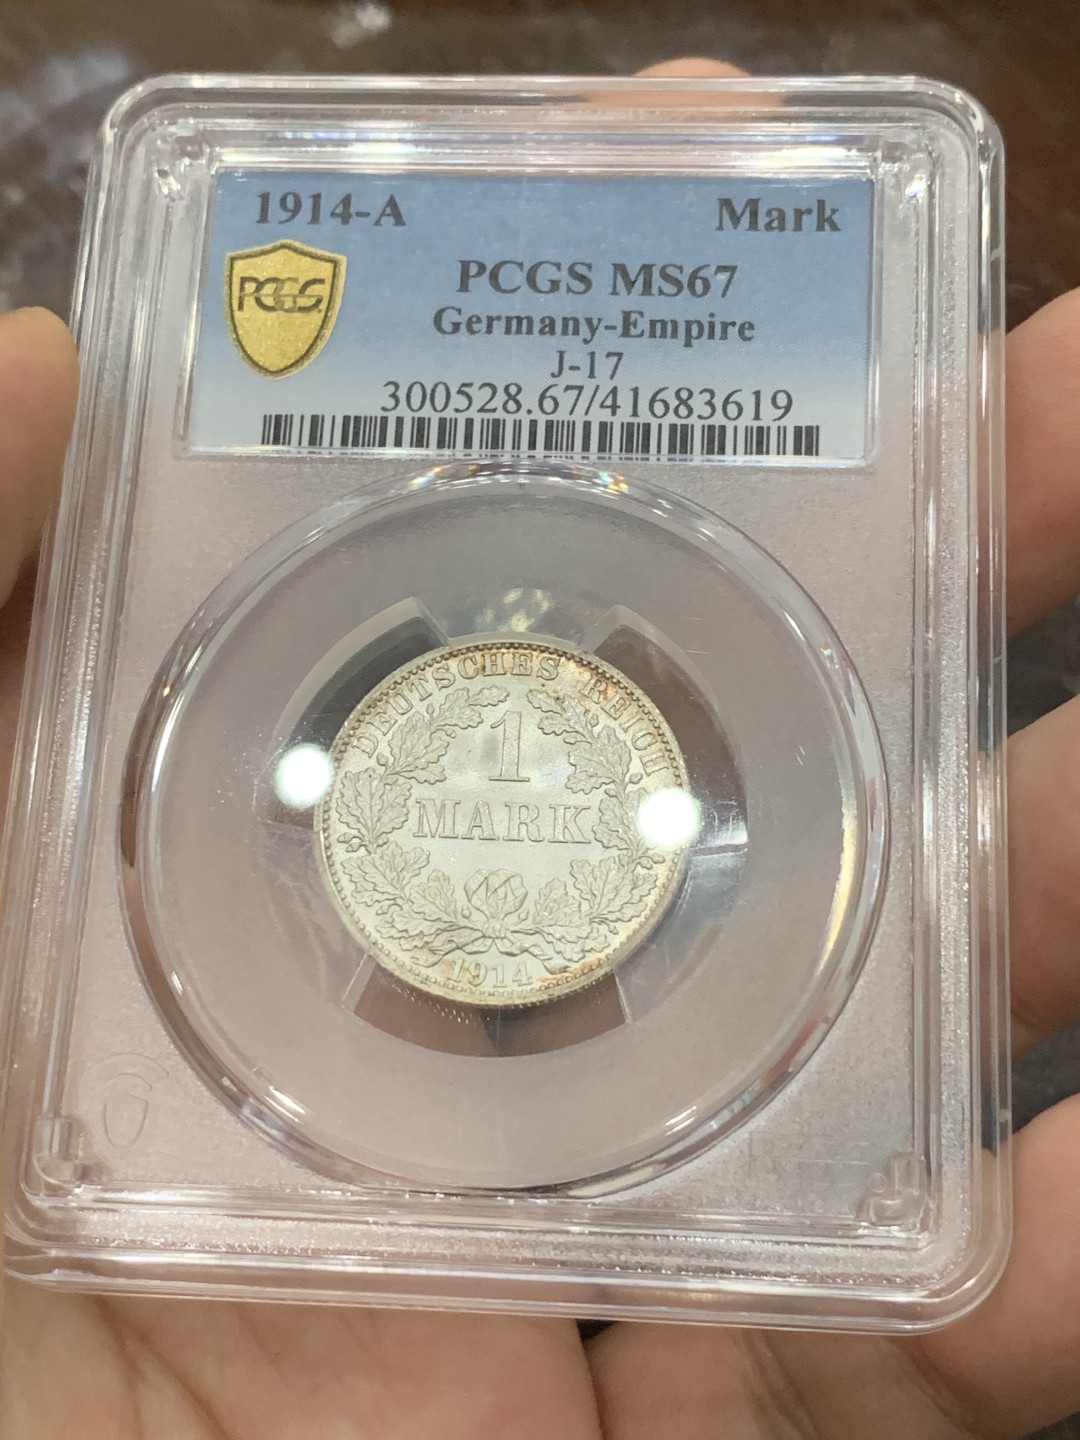 1914-A Mark
PCGS
PCGS MS67
Germany-Empire
J-17
300528.67/41683619
DEUTSCHES REICH
1
MARK
1914